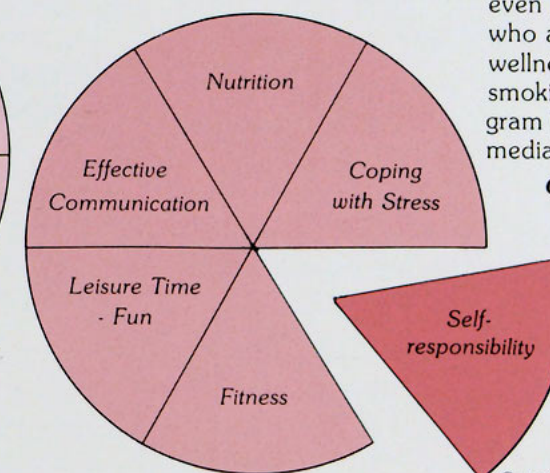 even
who a
wellne
smoki
gram
media
Nutrition
Effective
Communication
Coping
with Stress
Leisure Time
- Fun
Fitness
Self-
responsibility